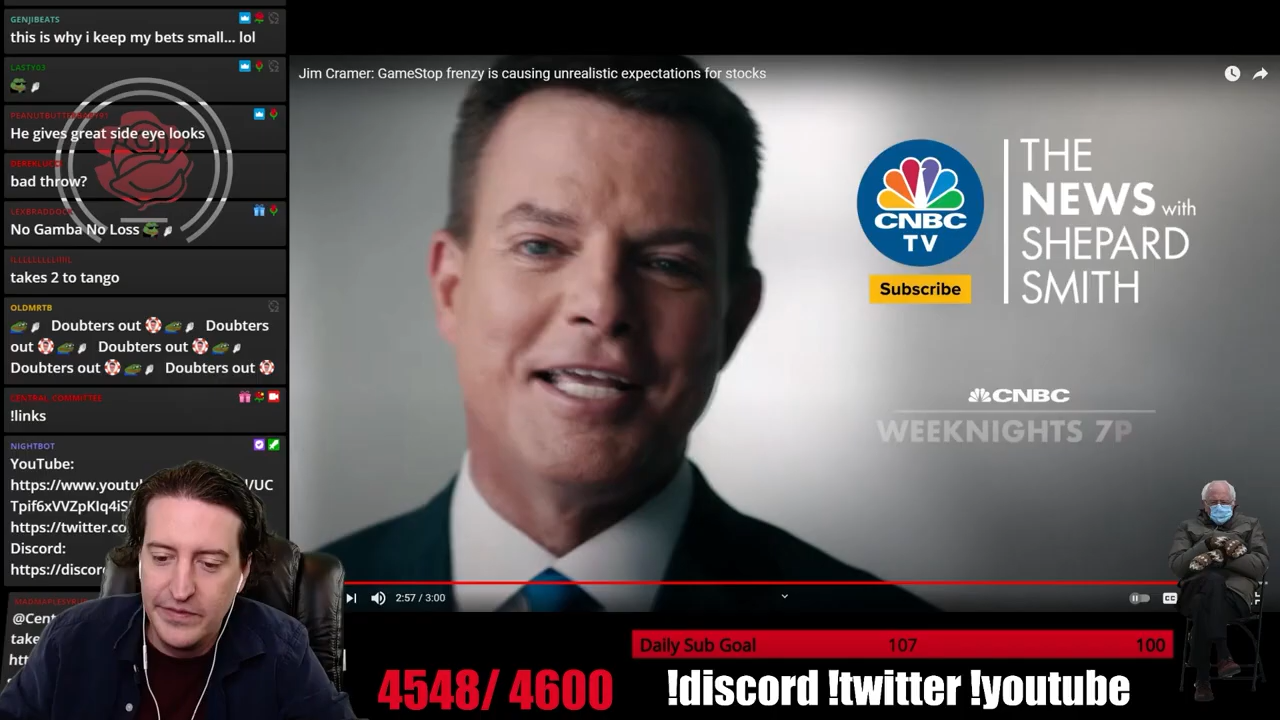 GENJIBEATS
this is why i keep my bets small... lol
LASTY03
He gives great side eye looks
bad throw?
No Gamba No Loss
takes 2 to tango
OLDMRTB
Doubters out Doubters
out Doubters out
Doubters out Doubters out
CENTRAL COMMITTEE
!links
NIGHTBOT
YouTube:
https://www.youtu
/UC
https://twitter.co
Discord:
https://discor
@Cent
take
htt
Jim Cramer: GameStop frenzy is causing unrealistic expectations for stocks
CNBC
TV
Subscribe
THE
NEWS with
SHEPARD
SMITH
CNBC
WEEKNIGHTS 7P
2:57 / 3:00
CC
Daily Sub Goal 107 100
4548/ 4600
!discord !twitter !youtube